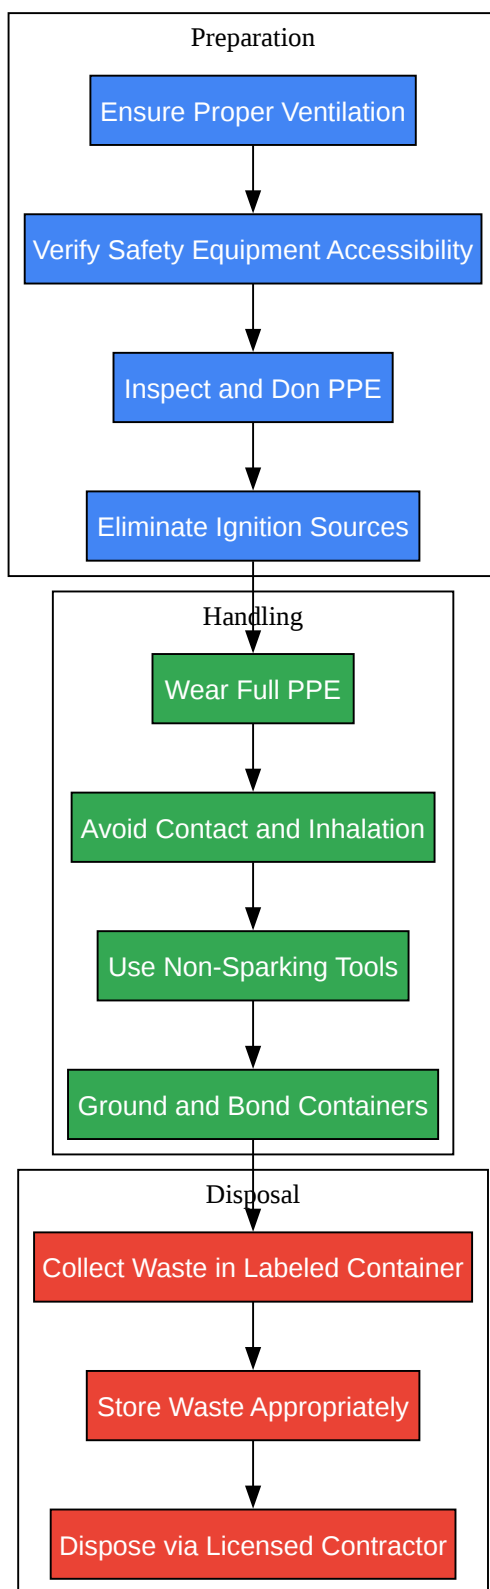 Preparation
Ensure Proper Ventilation
Verify Safety Equipment Accessibility
Inspect and Don PPE
Eliminate Ignition Sources
Handling
Wear Full PPE
Avoid Contact and Inhalation
Use Non-Sparking Tools
Ground and Bond Containers
Disposal
Collect Waste in Labeled Container
Store Waste Appropriately
Dispose via Licensed Contractor